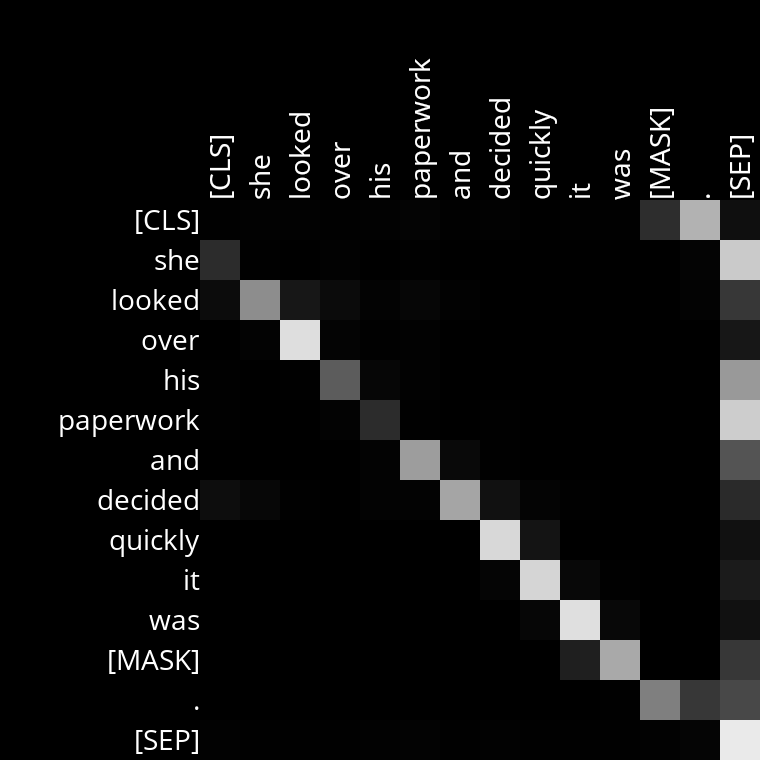 [CLS] she looked over his paperwork and decided quickly it was [MASK] . [SEP]
[CLS]
she
looked
over
his
paperwork
and
decided
quickly
it
was
[MASK]
.
[SEP]